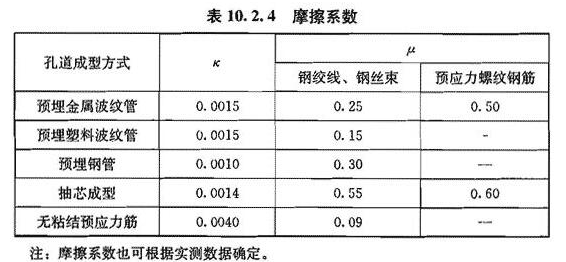 表 10.2.4 摩擦系数
孔道成型方式 κ μ
钢绞线、钢丝束 预应力螺纹钢筋
预埋金属波纹管 0.0015 0.25 0.50
预埋塑料波纹管 0.0015 0.15 -
预埋钢管 0.0010 0.30 —
抽芯成型 0.0014 0.55 0.60
无粘结预应力筋 0.0040 0.09 —
注：摩擦系数也可根据实测数据确定。